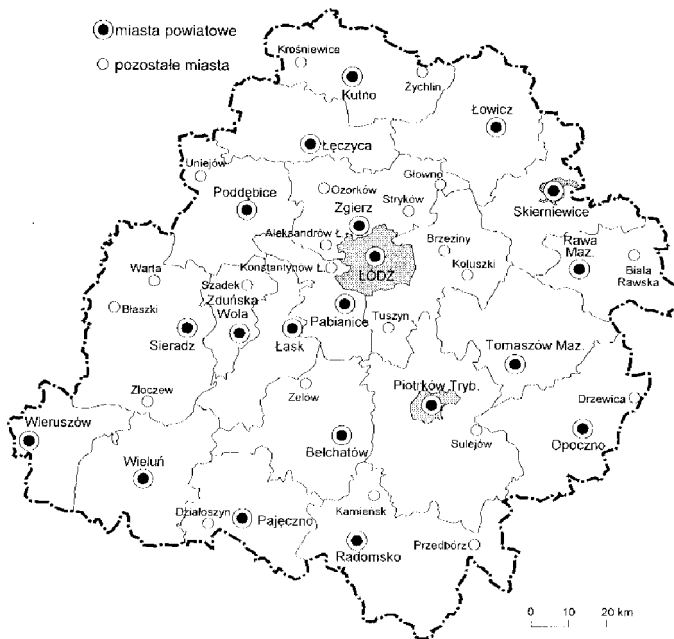 miasta powiatowe
pozostałe miasta
Krośniewice
Kutno
Żychlin
Łowicz
Łęczyca
Uniejów
Poddębice
Ozorków
Głowno
Stryków
Zgierz
Skierniewice
Aleksandrów Ł.
Brzeziny
Rawa
Maz.
Biała
Rawska
Warta
Szadek
Konstantynów Ł.
ŁÓDŹ
Koluszki
Błaszki
Zduńska
Wola
Sieradz
Łask
Pabianice
Tuszyn
Tomaszów Maz.
Złoczew
Zelów
Piotrków Tryb.
Drzewica
Wieruszów
Bełchatów
Sulejów
Opoczno
Wieluń
Działoszyn
Pajęczno
Kamieńsk
Radomsko
Przedbórz
0 10 20 km